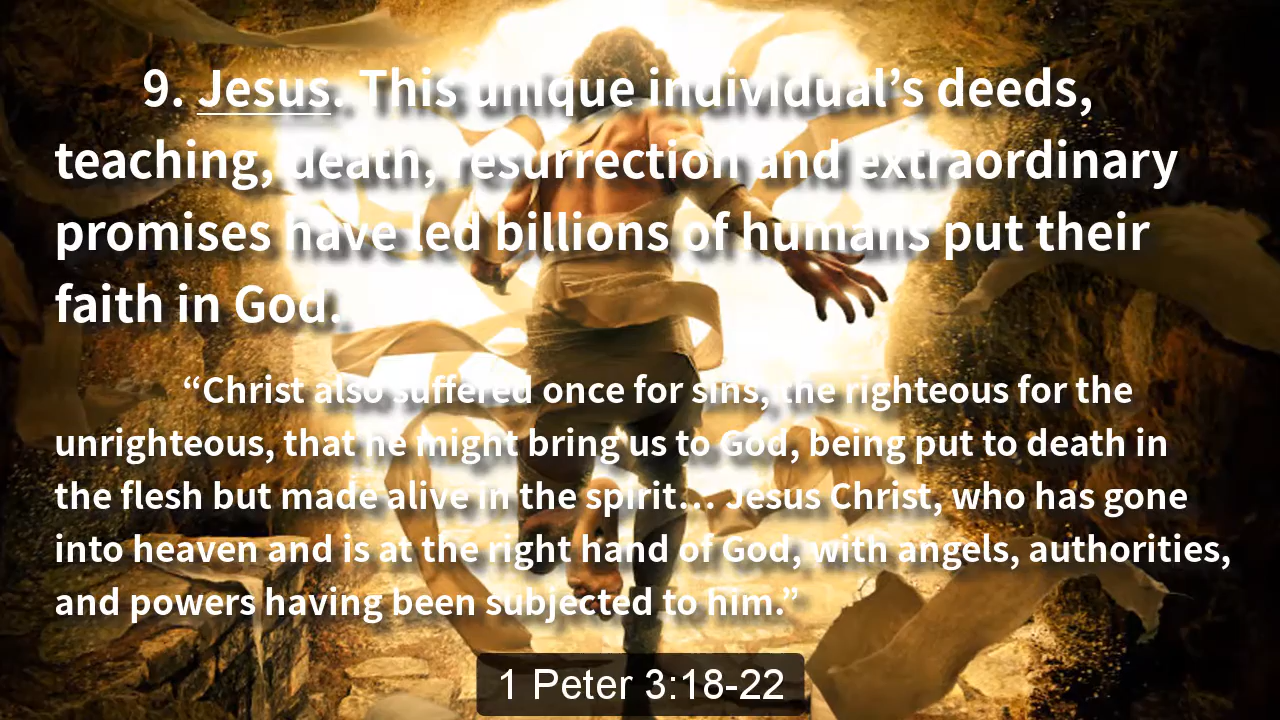 9. Jesus. This unique individual’s deeds,
teaching, death, resurrection and extraordinary
promises have led billions of humans put their
faith in God.
“Christ also suffered once for sins, the righteous for the
unrighteous, that he might bring us to God, being put to death in
the flesh but made alive in the spirit… Jesus Christ, who has gone
into heaven and is at the right hand of God, with angels, authorities,
and powers having been subjected to him.”
1 Peter 3:18-22